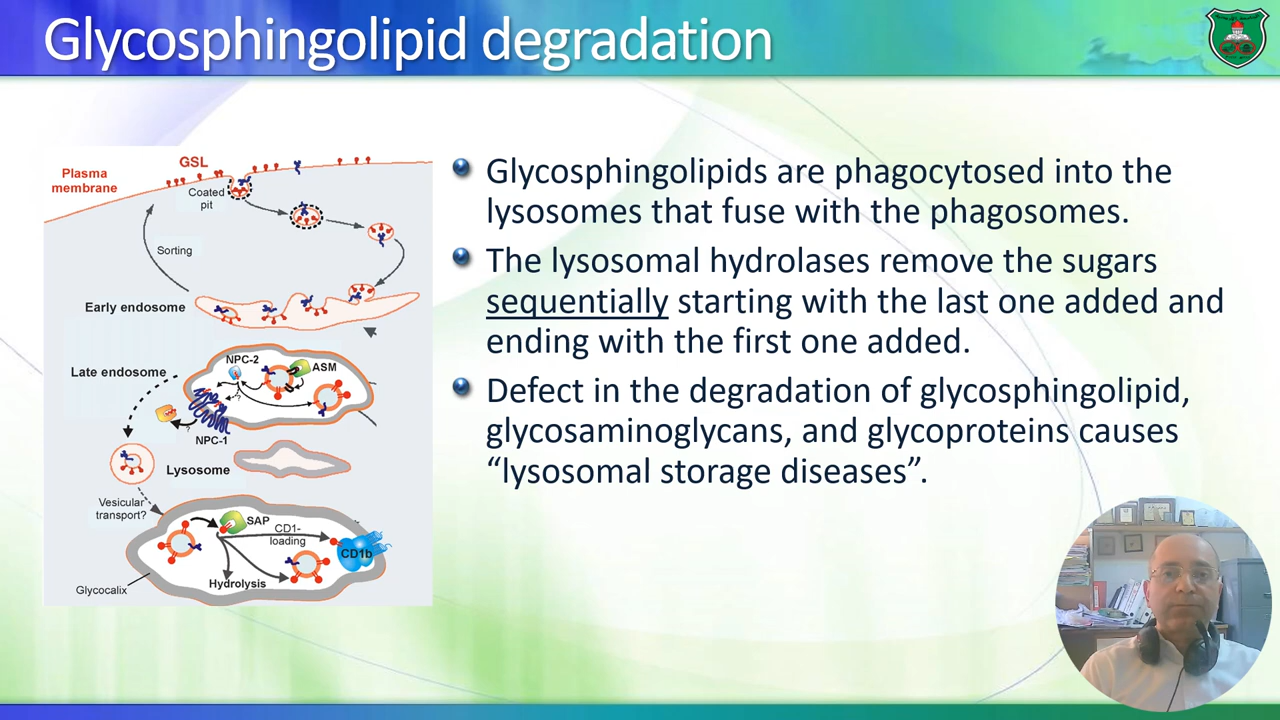 Glycosphingolipid degradation
Plasma
membrane
GSL
Coated
pit
Sorting
Early endosome
Late endosome
NPC-2
ASM
?
?
NPC-1
Lysosome
Vesicular
transport?
SAP
CD1-
loading
CD1b
Hydrolysis
Glycocalix
Glycosphingolipids are phagocytosed into the
lysosomes that fuse with the phagosomes.
The lysosomal hydrolases remove the sugars
sequentially starting with the last one added and
ending with the first one added.
Defect in the degradation of glycosphingolipid,
glycosaminoglycans, and glycoproteins causes
“lysosomal storage diseases”.